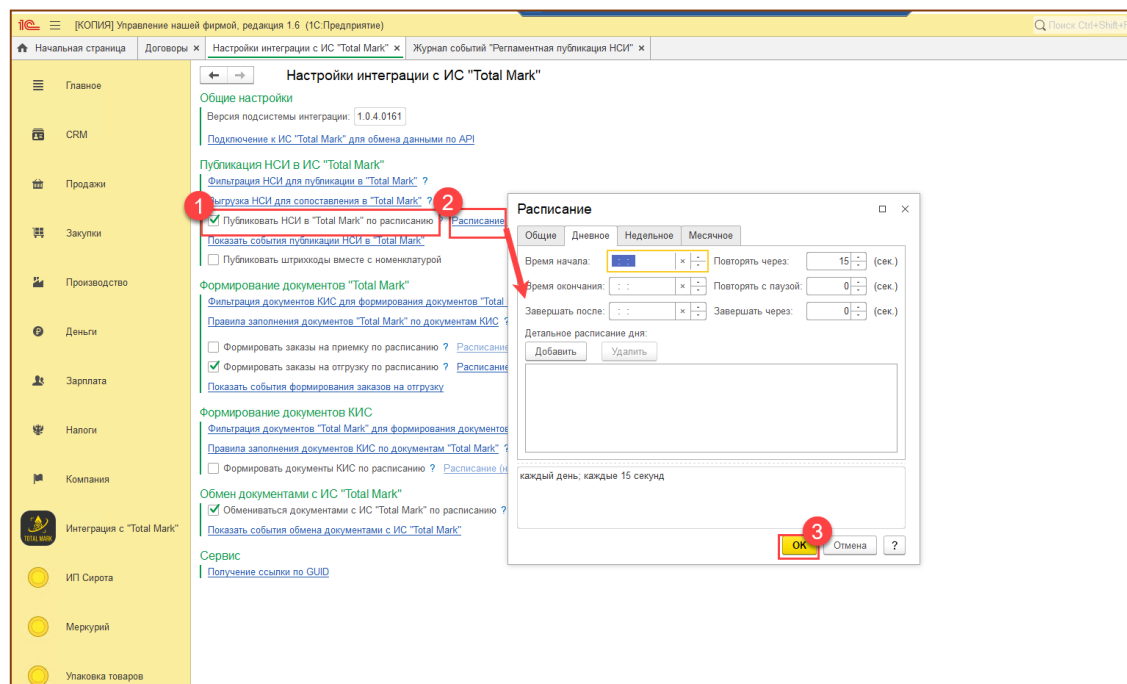 [КОПИЯ] Управление нашей фирмой, редакция 1.6 (1С:Предприятие)
Поиск Ctrl+Shift+F
Начальная страница
Договоры ×
Настройки интеграции с ИС "Total Mark" ×
Журнал событий "Регламентная публикация НСИ" ×
Главное
CRM
Продажи
Закупки
Производство
Деньги
Зарплата
Налоги
Компания
TOTAL MARK
Интеграция с "Total Mark"
ИП Сирота
Меркурий
Упаковка товаров
Настройки интеграции с ИС "Total Mark"
Общие настройки
Версия подсистемы интеграции: 1.0.4.0161
Подключение к ИС "Total Mark" для обмена данными по API
Публикация НСИ в ИС "Total Mark"
Фильтрация НСИ для публикации в "Total Mark" ?
Выгрузка НСИ для сопоставления в "Total Mark" ?
1
2
Публиковать НСИ в "Total Mark" по расписанию ? Расписание
Показать события публикации НСИ в "Total Mark"
Публиковать штрихкоды вместе с номенклатурой
Формирование документов "Total Mark"
Фильтрация документов КИС для формирования документов "Total
Правила заполнения документов "Total Mark" по документам КИС ?
Формировать заказы на приемку по расписанию ? Расписание
Формировать заказы на отгрузку по расписанию ? Расписание
Показать события формирования заказов на отгрузку
Формирование документов КИС
Фильтрация документов "Total Mark" для формирования документов
Правила заполнения документов КИС по документам "Total Mark" ?
Формировать документы КИС по расписанию ? Расписание (н
Обмен документами с ИС "Total Mark"
Обмениваться документами с ИС "Total Mark" по расписанию ?
Показать события обмена документами с ИС "Total Mark"
Сервис
Получение ссылки по GUID
Расписание
Общие Дневное Недельное Месячное
Время начала: : : Повторять через: 15 (сек.)
Время окончания: : : Повторять с паузой: 0 (сек.)
Завершать после: : : Завершать через: 0 (сек.)
Детальное расписание дня:
Добавить Удалить
каждый день; каждые 15 секунд
3
ОК Отмена ?